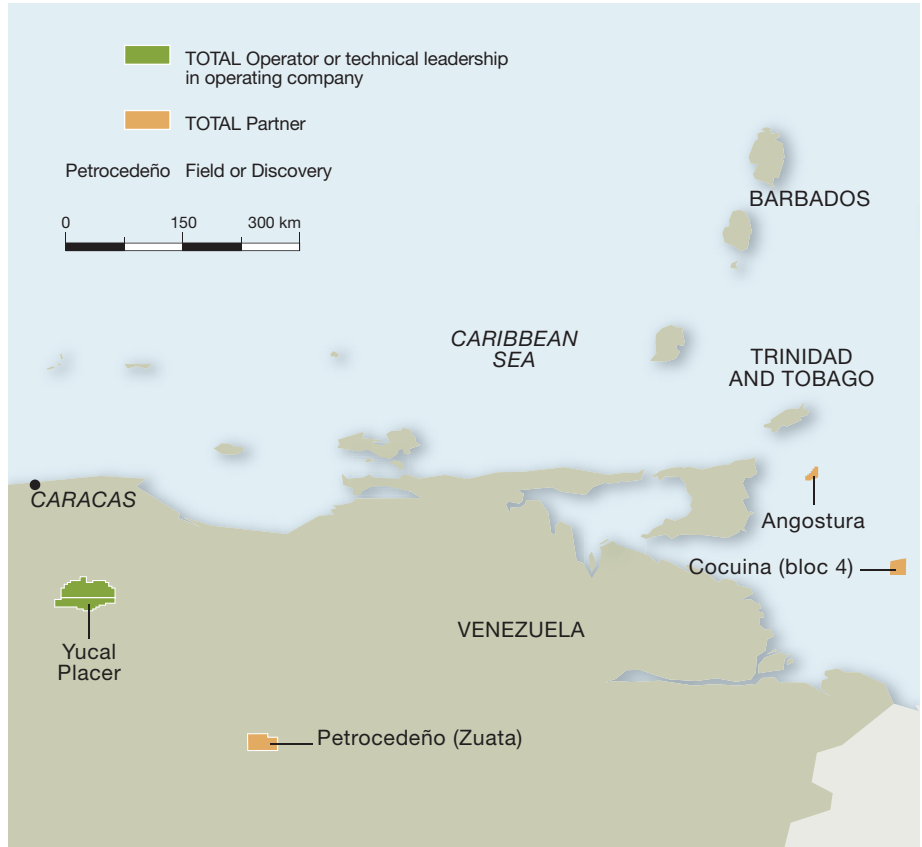 TOTAL Operator or technical leadership
in operating company
TOTAL Partner
Petrocedeño Field or Discovery
0 150 300 km
BARBADOS
CARIBBEAN
SEA
TRINIDAD
AND TOBAGO
CARACAS
Angostura
Cocuina (bloc 4)
VENEZUELA
Yucal
Placer
Petrocedeño (Zuata)